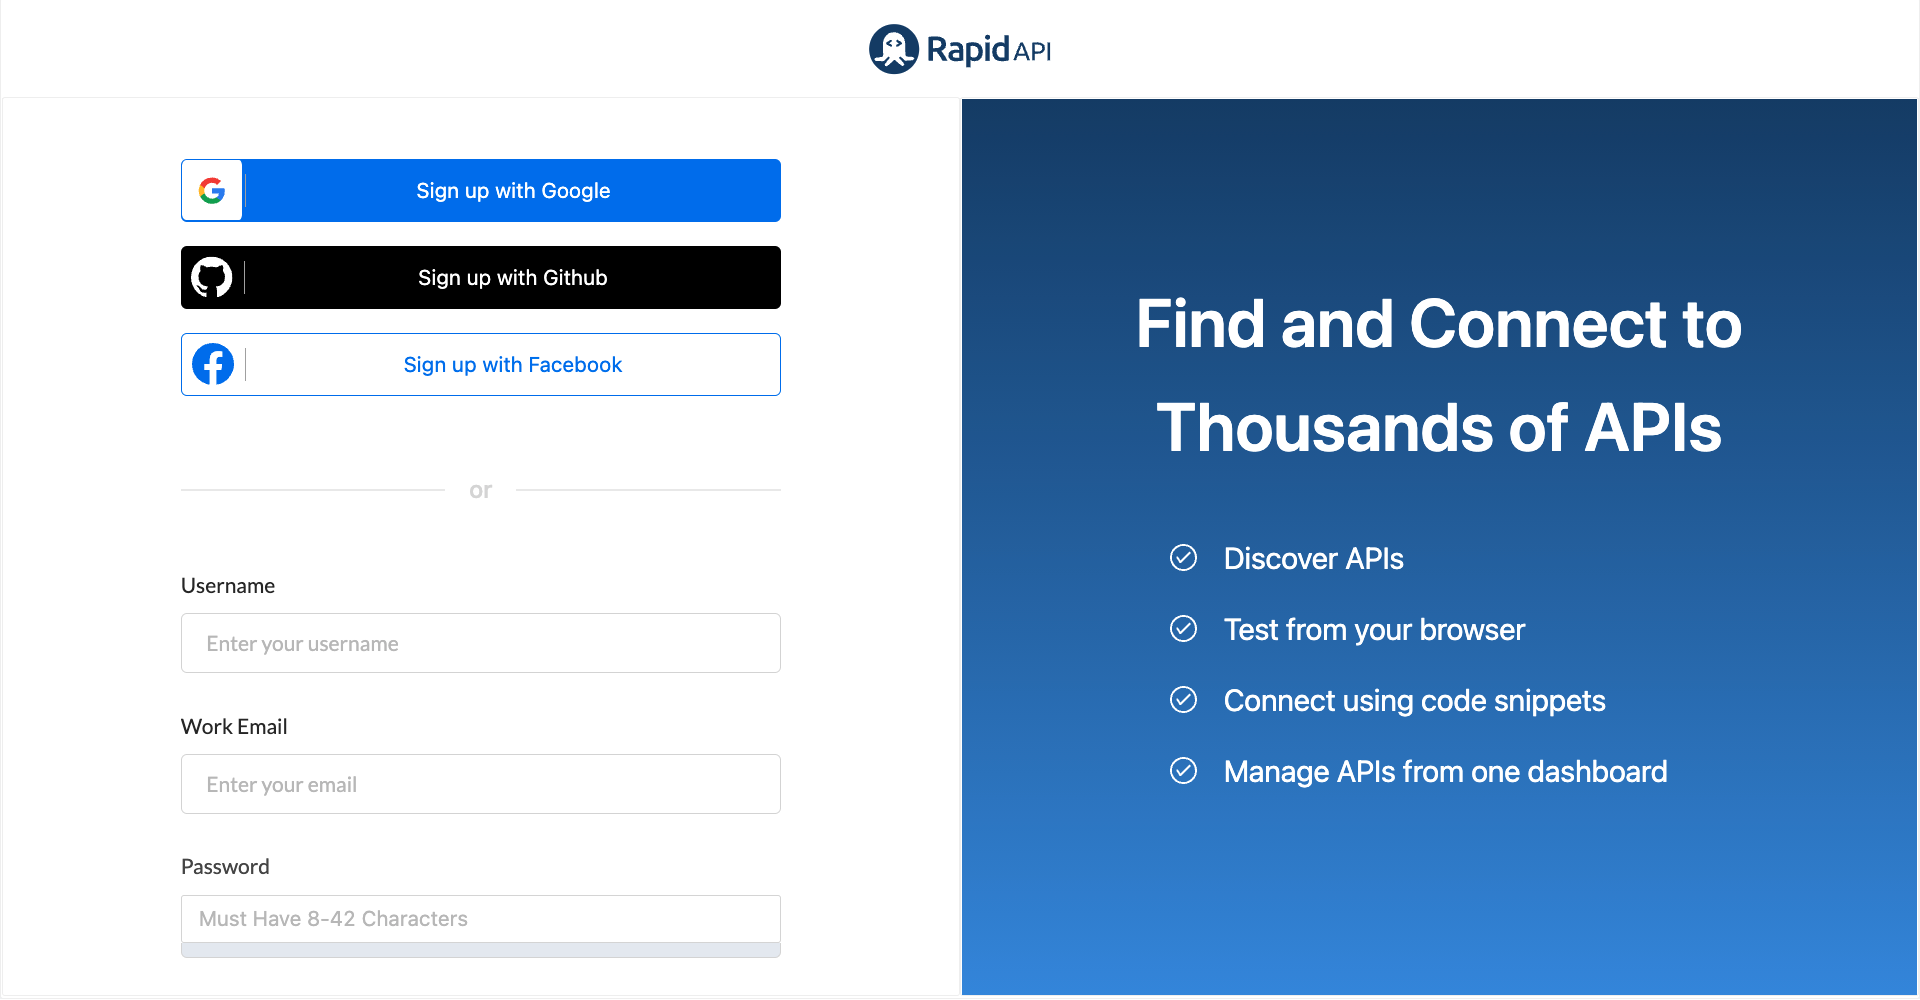 RapidAPI
Sign up with Google
Sign up with Github
Sign up with Facebook
or
Username
Enter your username
Work Email
Enter your email
Password
Must Have 8-42 Characters
Find and Connect to
Thousands of APIs
Discover APIs
Test from your browser
Connect using code snippets
Manage APIs from one dashboard